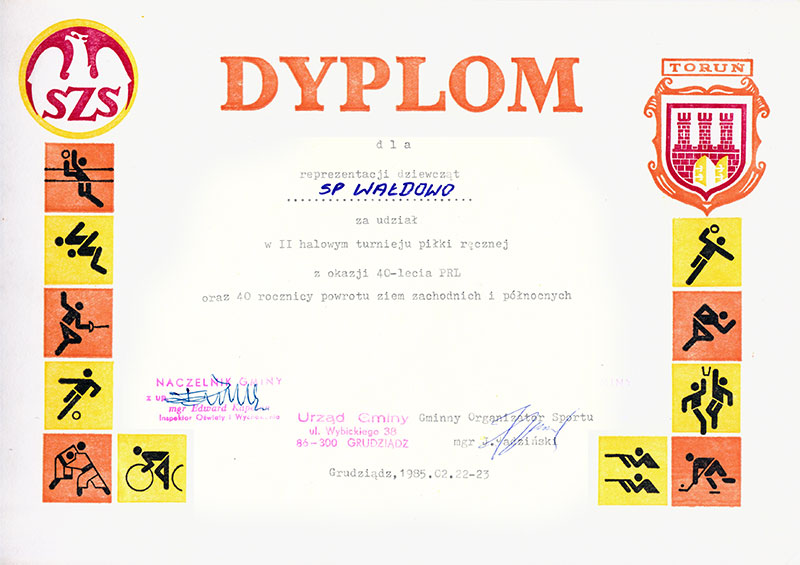 SZS
DYPLOM
TORUŃ
dla
reprezentacji dziewcząt
SP WAŁDOWO
za udział
w II halowym turnieju piłki ręcznej
z okazji 40-lecia PRL
oraz 40 rocznicy powrotu ziem zachodnich i północnych
NACZELNIK GMINY
z up.
mgr Edward
Inspektor Oświaty i Wychowania
Urząd Gminy
ul. Wybickiego 38
86-300 GRUDZIĄDZ
Gminny Organizator Sportu
mgr
Grudziądz, 1985.02.22-23